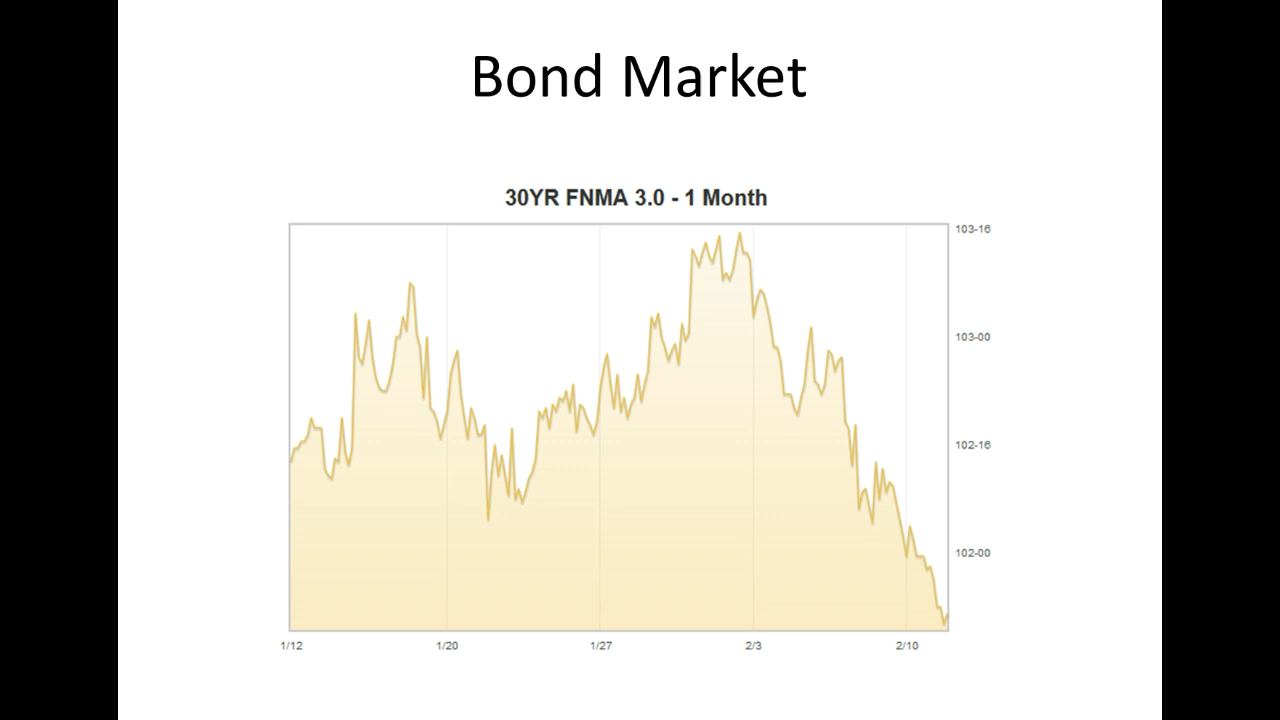 Bond Market
30YR FNMA 3.0 - 1 Month
103-16
103-00
102-16
102-00
1/12 1/20 1/27 2/3 2/10